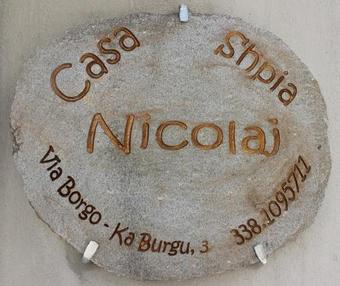 Casa Shpia
Nicolaj
Via Borgo - Ka Burgu, 3 338.1095711